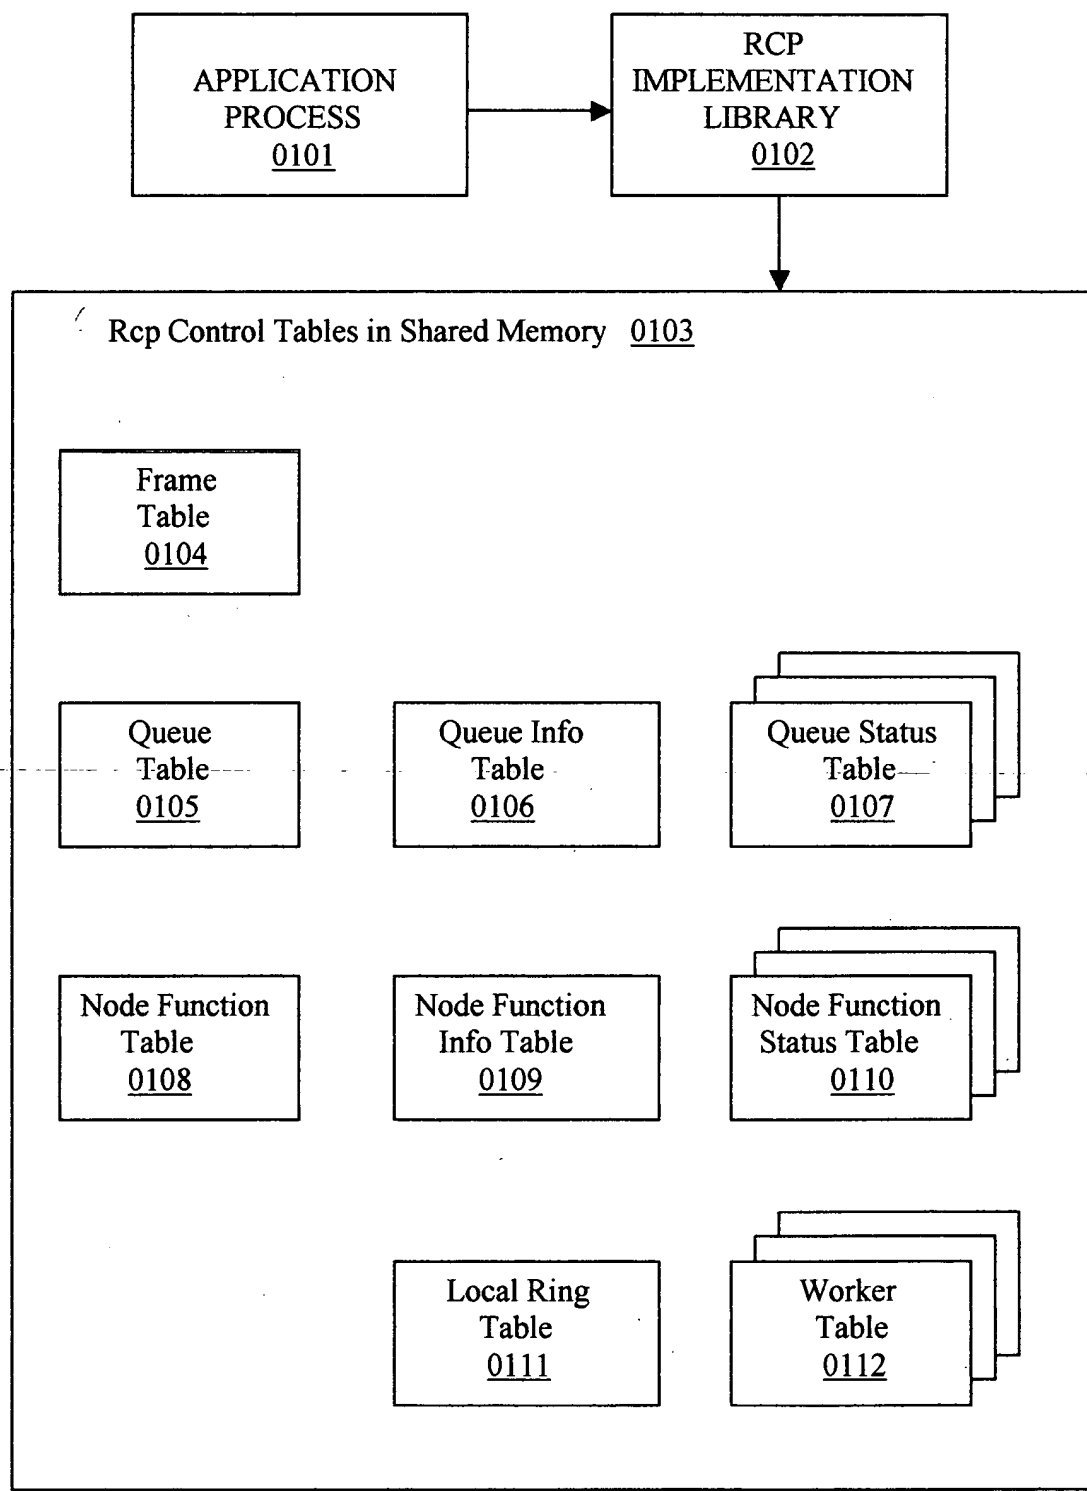 APPLICATION
PROCESS
0101
RCP
IMPLEMENTATION
LIBRARY
0102
Rcp Control Tables in Shared Memory 0103
Frame
Table
0104
Queue
Table
0105
Queue Info
Table
0106
Queue Status
Table
0107
Node Function
Table
0108
Node Function
Info Table
0109
Node Function
Status Table
0110
Local Ring
Table
0111
Worker
Table
0112